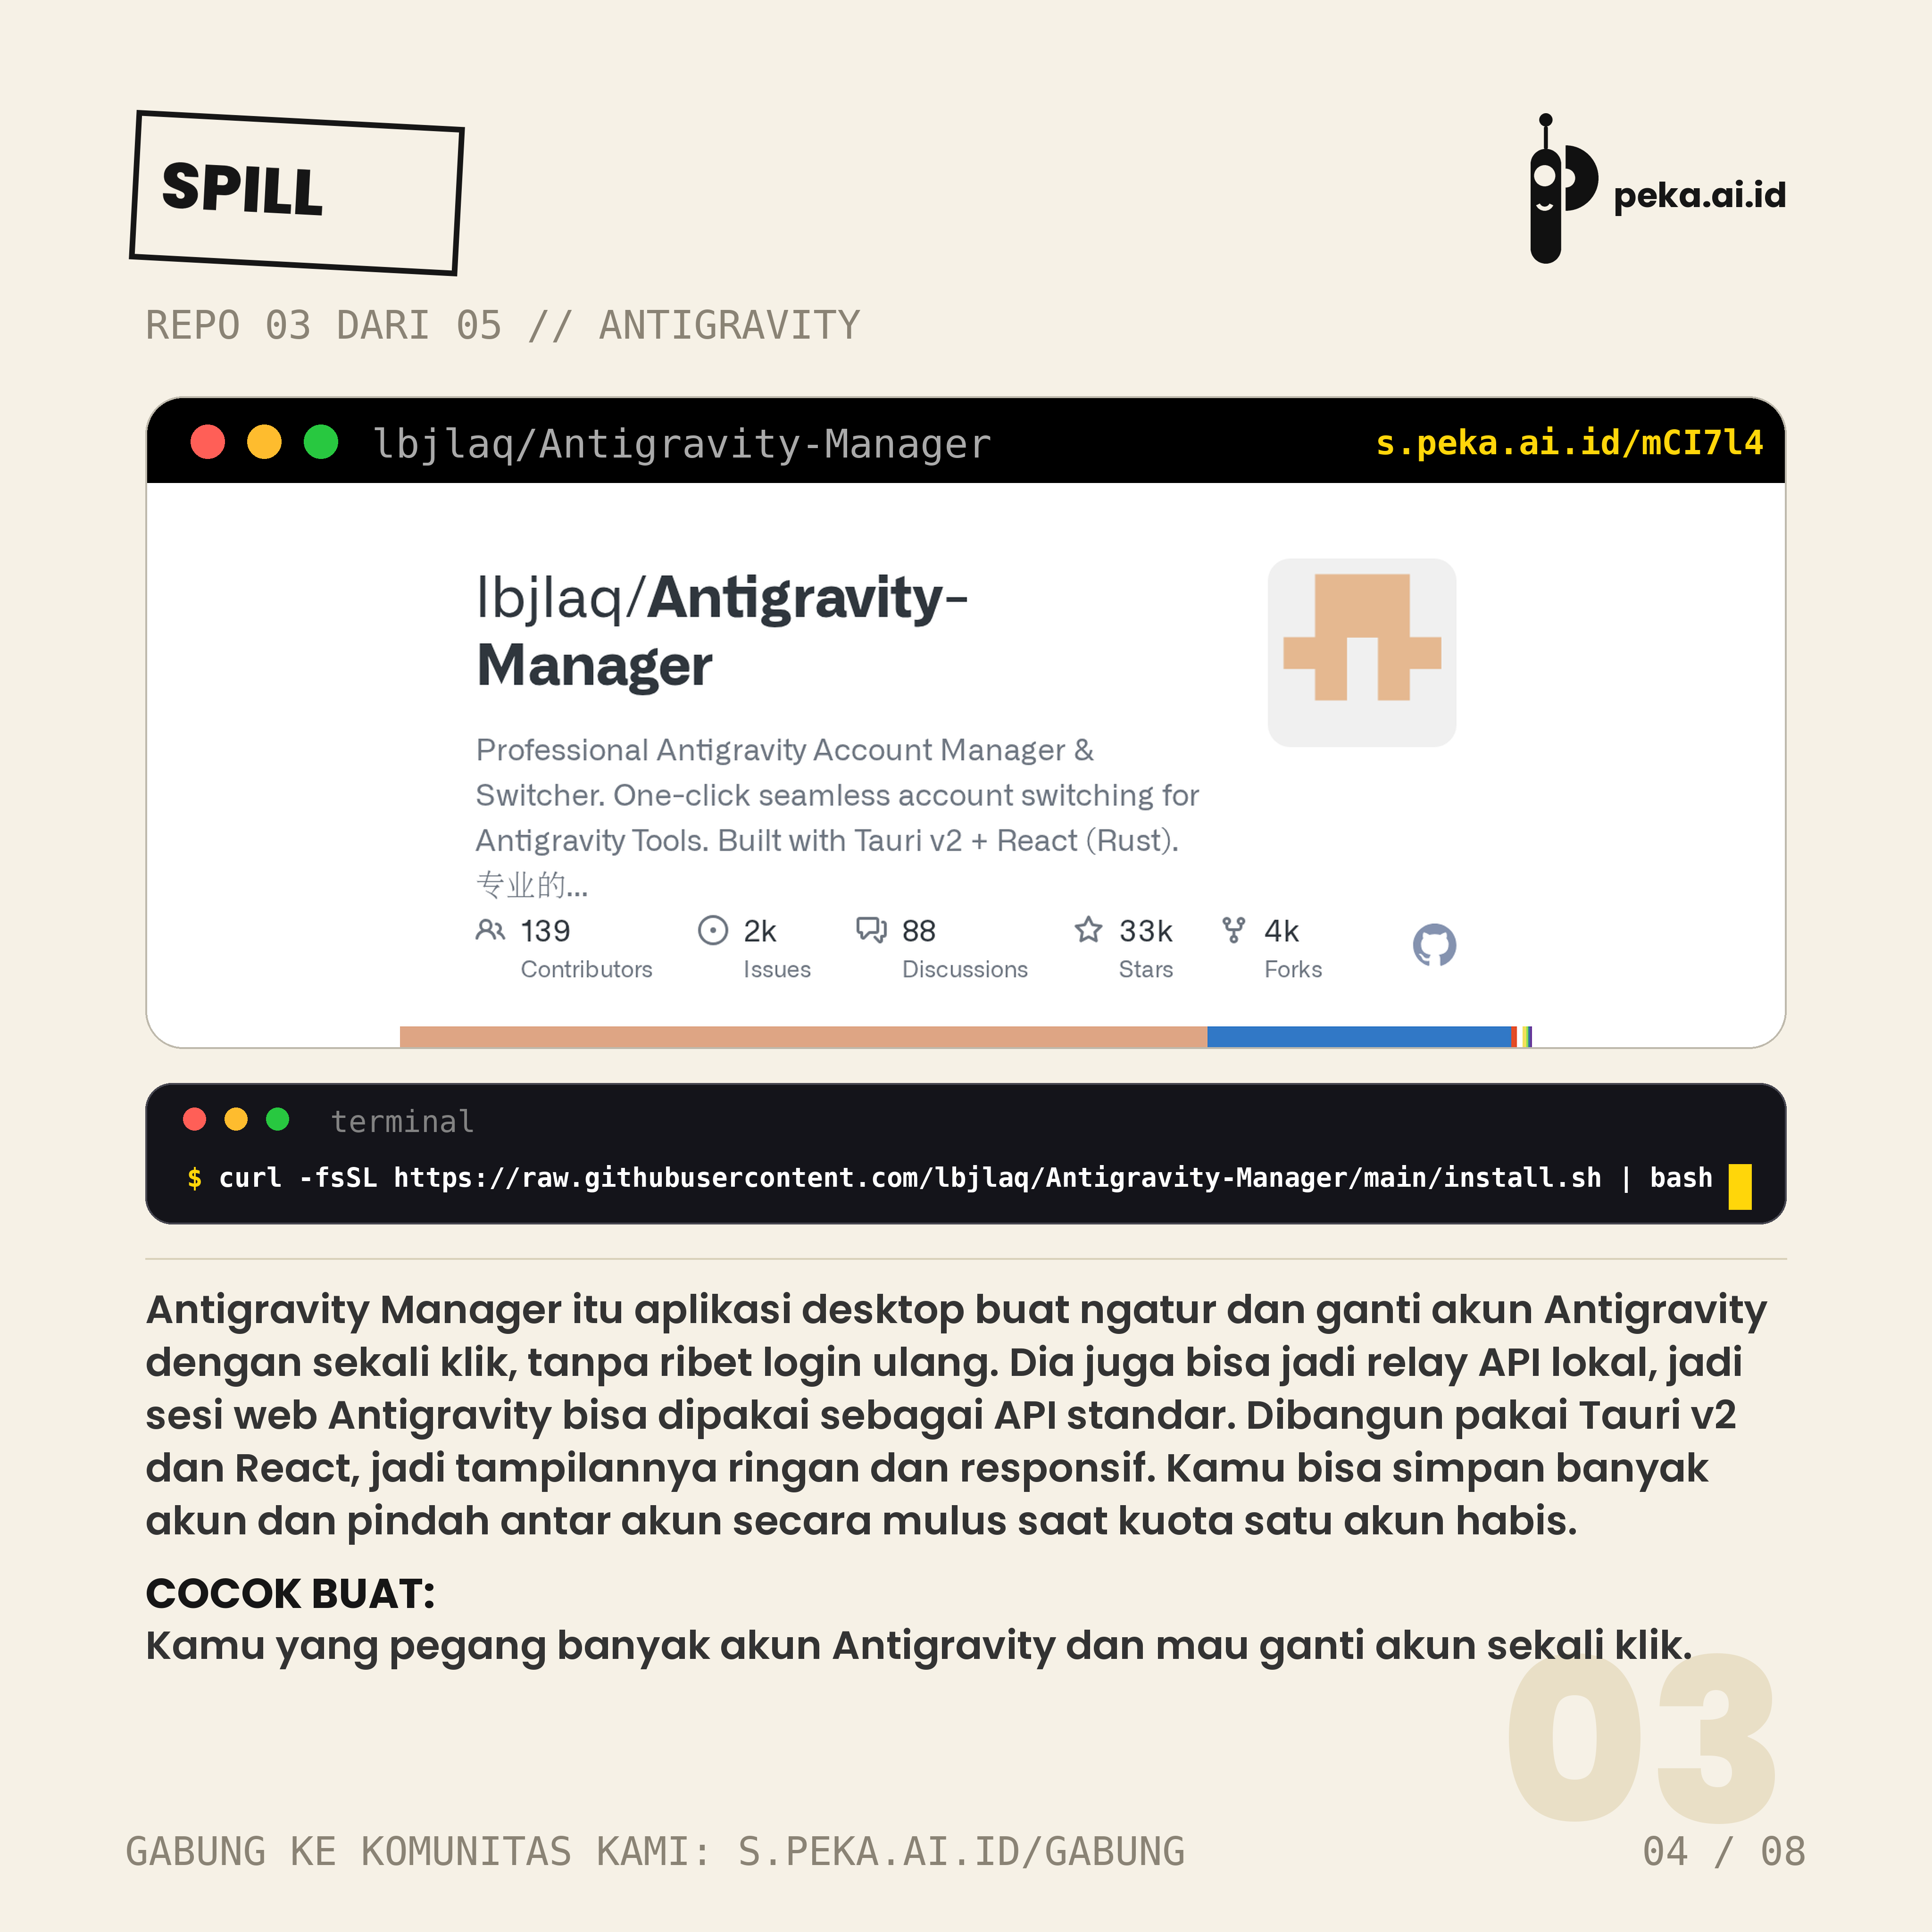 SPILL
peka.ai.id
REPO 03 DARI 05 // ANTIGRAVITY
lbjlaq/Antigravity-Manager
s.peka.ai.id/mCI7l4
lbjlaq/Antigravity-
Manager
Professional Antigravity Account Manager &
Switcher. One-click seamless account switching for
Antigravity Tools. Built with Tauri v2 + React (Rust).
专业的...
139 2k 88 33k 4k
Contributors Issues Discussions Stars Forks
terminal
$ curl -fsSL https://raw.githubusercontent.com/lbjlaq/Antigravity-Manager/main/install.sh | bash
Antigravity Manager itu aplikasi desktop buat ngatur dan ganti akun Antigravity
dengan sekali klik, tanpa ribet login ulang. Dia juga bisa jadi relay API lokal, jadi
sesi web Antigravity bisa dipakai sebagai API standar. Dibangun pakai Tauri v2
dan React, jadi tampilannya ringan dan responsif. Kamu bisa simpan banyak
akun dan pindah antar akun secara mulus saat kuota satu akun habis.
COCOK BUAT:
Kamu yang pegang banyak akun Antigravity dan mau ganti akun sekali klik.
03
GABUNG KE KOMUNITAS KAMI: S.PEKA.AI.ID/GABUNG
04 / 08